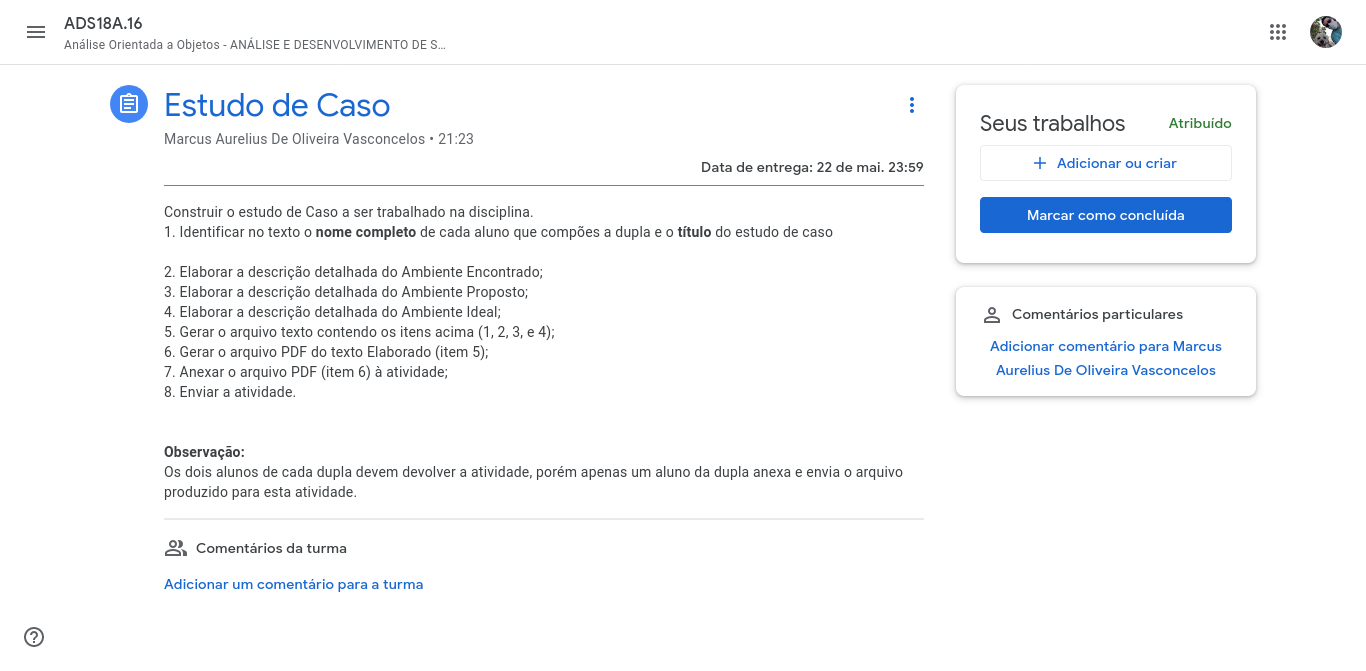 ADS18A.16
Análise Orientada a Objetos - ANÁLISE E DESENVOLVIMENTO DE S...
Estudo de Caso
Marcus Aurelius De Oliveira Vasconcelos • 21:23
Data de entrega: 22 de mai. 23:59
Construir o estudo de Caso a ser trabalhado na disciplina.
1. Identificar no texto o nome completo de cada aluno que compões a dupla e o título do estudo de caso
2. Elaborar a descrição detalhada do Ambiente Encontrado;
3. Elaborar a descrição detalhada do Ambiente Proposto;
4. Elaborar a descrição detalhada do Ambiente Ideal;
5. Gerar o arquivo texto contendo os itens acima (1, 2, 3, e 4);
6. Gerar o arquivo PDF do texto Elaborado (item 5);
7. Anexar o arquivo PDF (item 6) à atividade;
8. Enviar a atividade.
Observação:
Os dois alunos de cada dupla devem devolver a atividade, porém apenas um aluno da dupla anexa e envia o arquivo
produzido para esta atividade.
Comentários da turma
Adicionar um comentário para a turma
Seus trabalhos
Atribuído
Adicionar ou criar
Marcar como concluída
Comentários particulares
Adicionar comentário para Marcus
Aurelius De Oliveira Vasconcelos